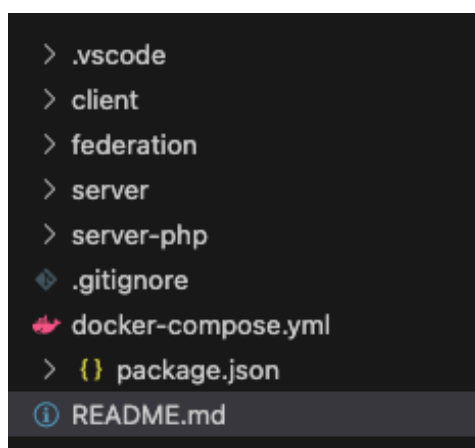 .vscode
client
federation
server
server-php
.gitignore
docker-compose.yml
{} package.json
README.md